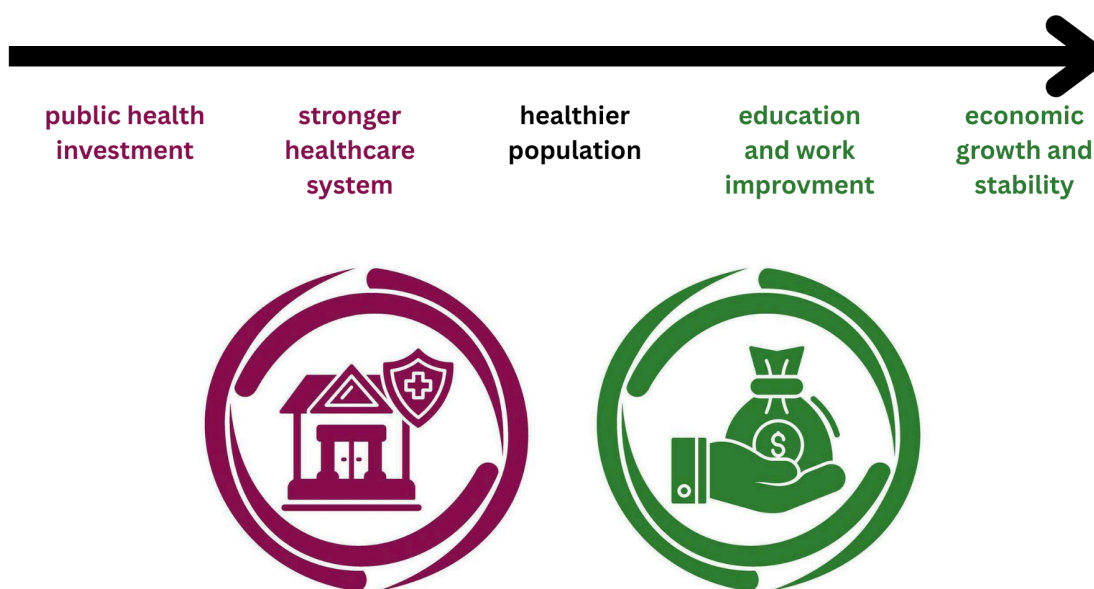 public health
investment
stronger
healthcare
system
healthier
population
education
and work
improvment
economic
growth and
stability
$